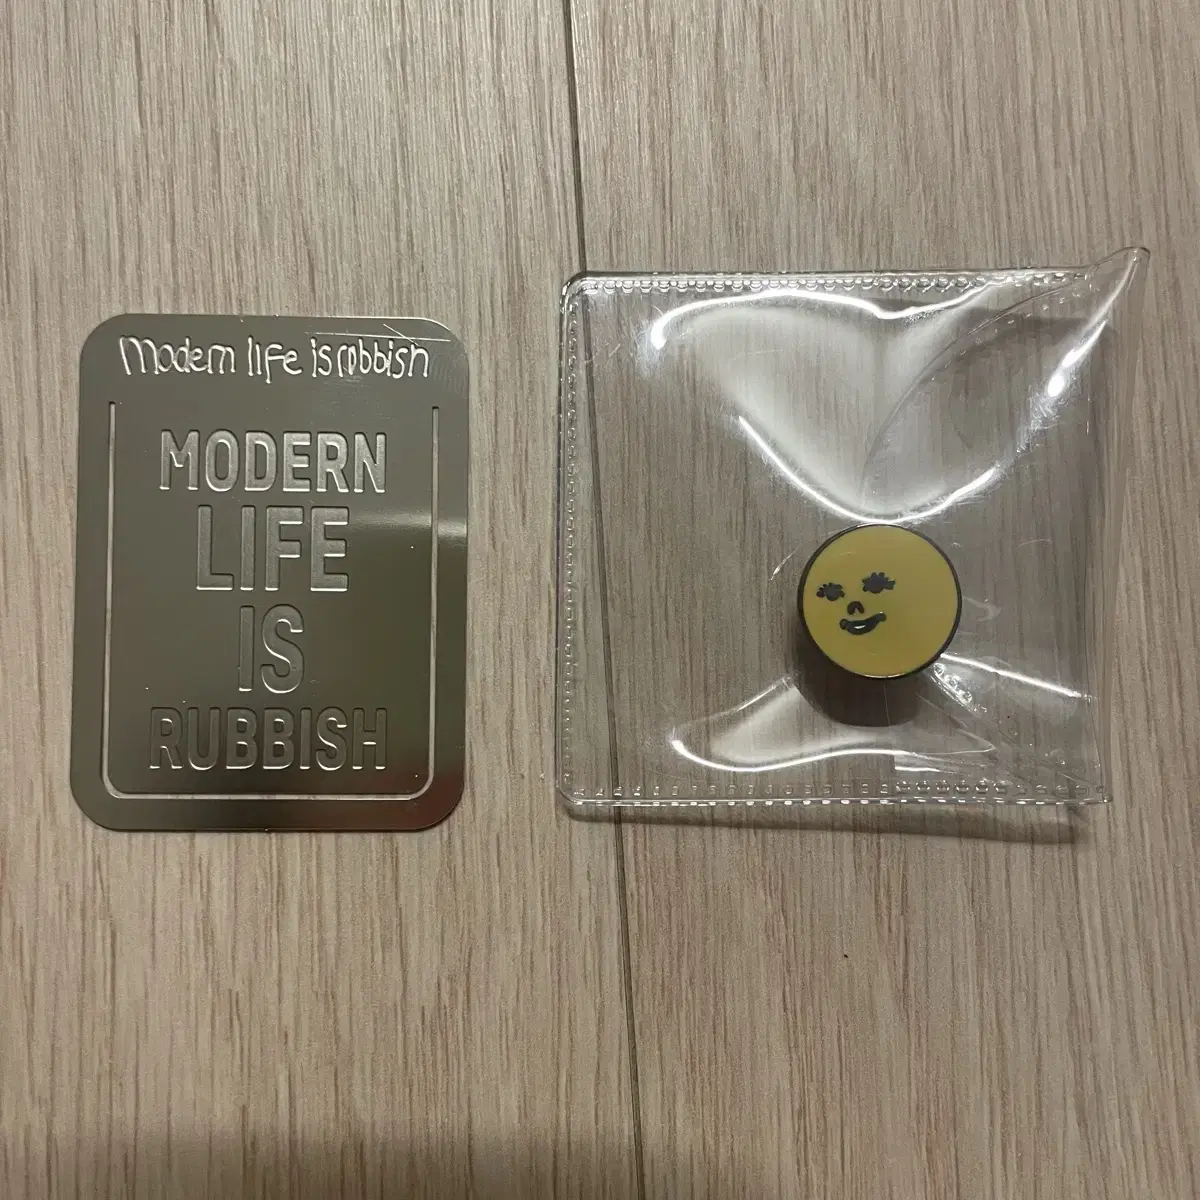 Modern life is rubbish
MODERN
LIFE
IS
RUBBISH